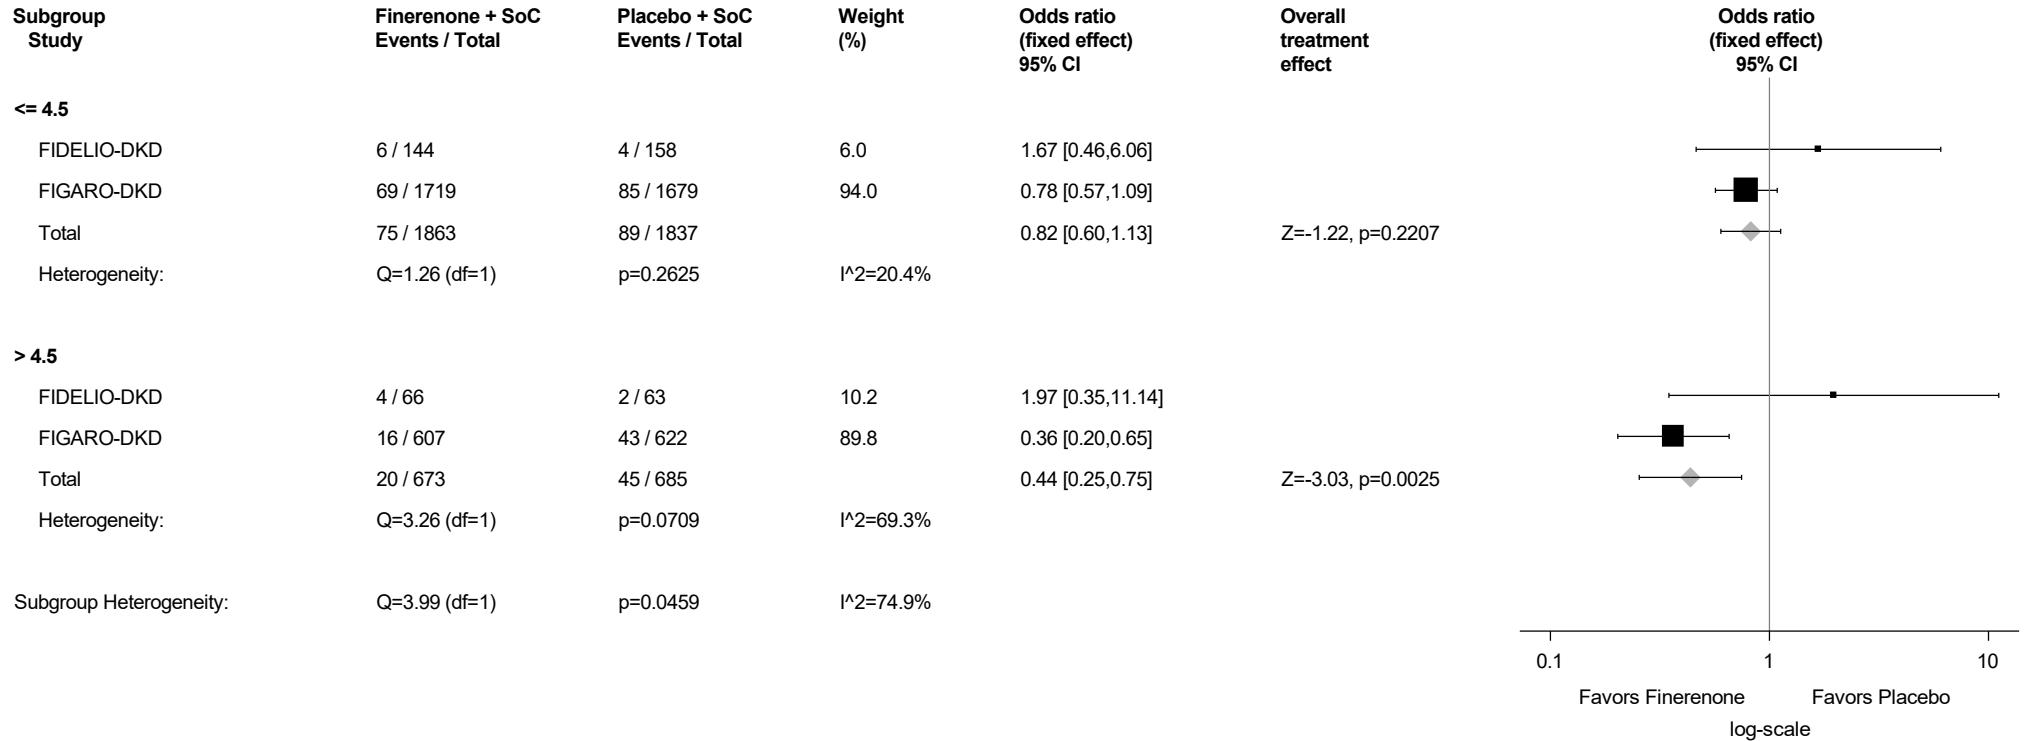 Subgroup Finerenone + SoC Placebo + SoC Weight Odds ratio Overall Odds ratio
Study Events / Total Events / Total (%) (fixed effect) treatment (fixed effect)
95% CI effect 95% CI
<= 4.5
FIDELIO-DKD 6 / 144 4 / 158 6.0 1.67 [0.46,6.06]
FIGARO-DKD 69 / 1719 85 / 1679 94.0 0.78 [0.57,1.09]
Total 75 / 1863 89 / 1837 0.82 [0.60,1.13] Z=-1.22, p=0.2207
Heterogeneity: Q=1.26 (df=1) p=0.2625 I^2=20.4%
> 4.5
FIDELIO-DKD 4 / 66 2 / 63 10.2 1.97 [0.35,11.14]
FIGARO-DKD 16 / 607 43 / 622 89.8 0.36 [0.20,0.65]
Total 20 / 673 45 / 685 0.44 [0.25,0.75] Z=-3.03, p=0.0025
Heterogeneity: Q=3.26 (df=1) p=0.0709 I^2=69.3%
Subgroup Heterogeneity: Q=3.99 (df=1) p=0.0459 I^2=74.9%
0.1 1 10
Favors Finerenone Favors Placebo
log-scale